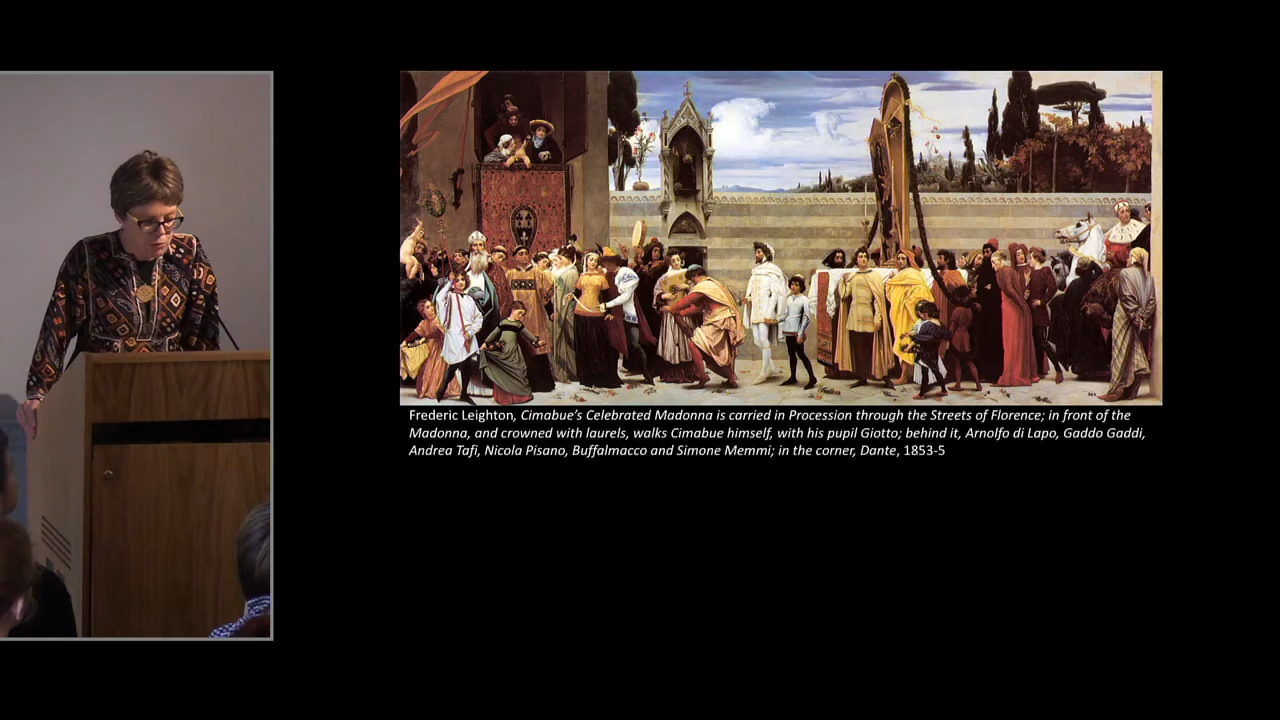 Frederic Leighton, Cimabue's Celebrated Madonna is carried in Procession through the Streets of Florence; in front of the
Madonna, and crowned with laurels, walks Cimabue himself, with his pupil Giotto; behind it, Arnolfo di Lapo, Gaddo Gaddi,
Andrea Tafi, Nicola Pisano, Buffalmacco and Simone Memmi; in the corner, Dante, 1853-5